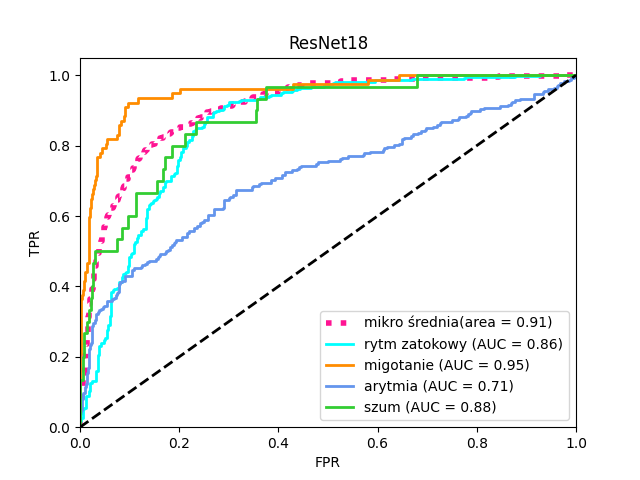 ResNet18
TPR
1.0
0.8
0.6
0.4
0.2
0.0
0.0 0.2 0.4 0.6 0.8 1.0
FPR
mikro średnia(area = 0.91)
rytm zatokowy (AUC = 0.86)
migotanie (AUC = 0.95)
arytmia (AUC = 0.71)
szum (AUC = 0.88)